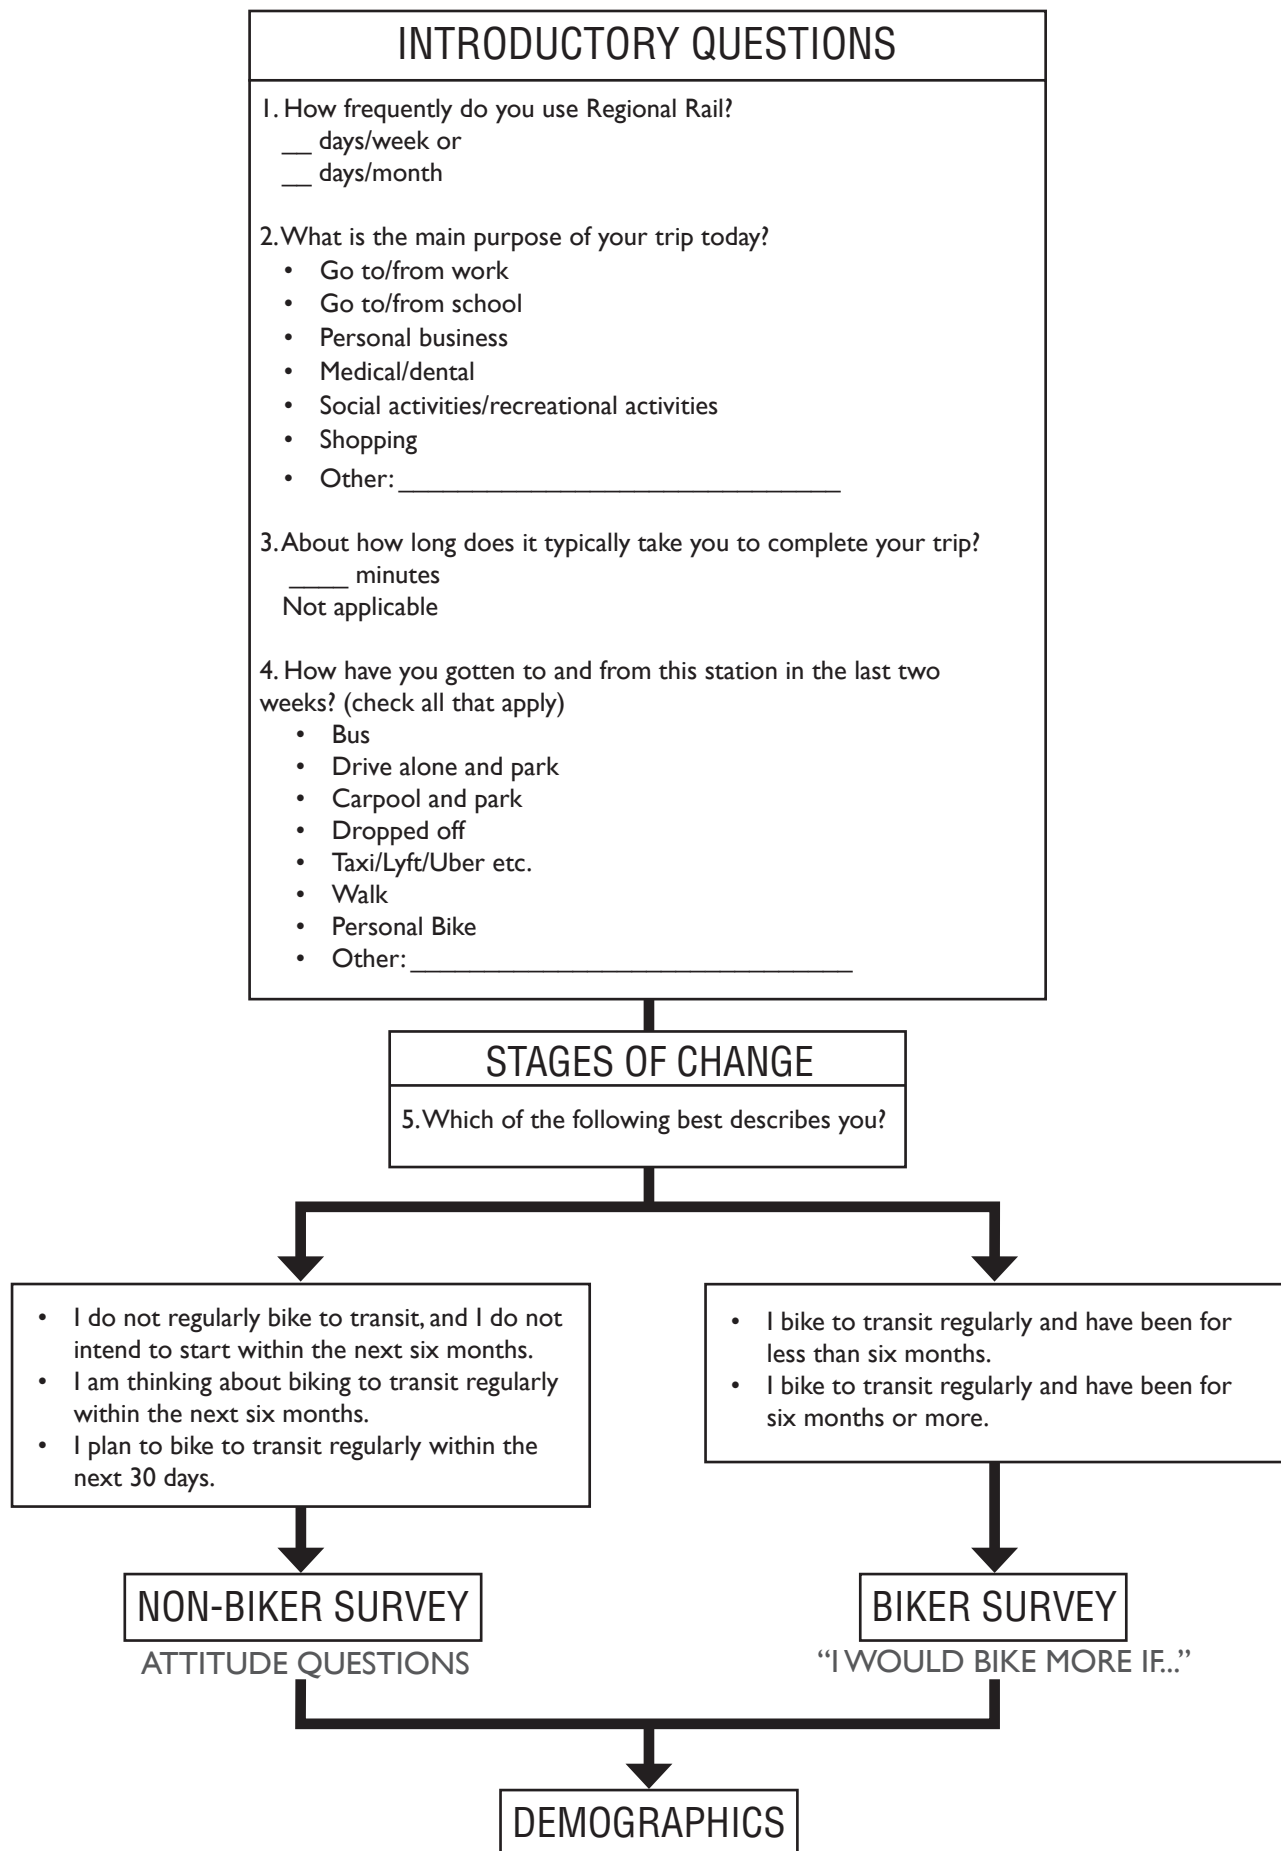 INTRODUCTORY QUESTIONS
1. How frequently do you use Regional Rail?
__ days/week or
__ days/month
2. What is the main purpose of your trip today?
• Go to/from work
• Go to/from school
• Personal business
• Medical/dental
• Social activities/recreational activities
• Shopping
• Other: ______________________________
3. About how long does it typically take you to complete your trip?
____ minutes
Not applicable
4. How have you gotten to and from this station in the last two
weeks? (check all that apply)
• Bus
• Drive alone and park
• Carpool and park
• Dropped off
• Taxi/Lyft/Uber etc.
• Walk
• Personal Bike
• Other: ______________________________
STAGES OF CHANGE
5. Which of the following best describes you?
• I do not regularly bike to transit, and I do not
intend to start within the next six months.
• I am thinking about biking to transit regularly
within the next six months.
• I plan to bike to transit regularly within the
next 30 days.
• I bike to transit regularly and have been for
less than six months.
• I bike to transit regularly and have been for
six months or more.
NON-BIKER SURVEY
ATTITUDE QUESTIONS
BIKER SURVEY
“I WOULD BIKE MORE IF...”
DEMOGRAPHICS